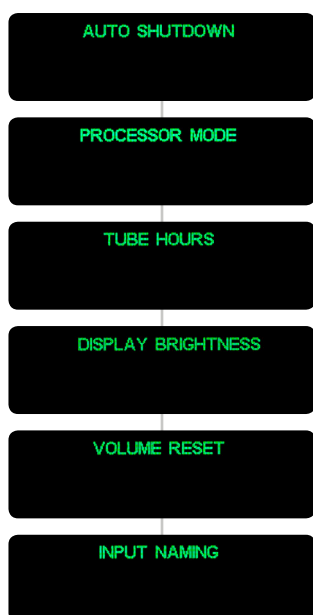 AUTO SHUTDOWN
PROCESSOR MODE
TUBE HOURS
DISPLAY BRIGHTNESS
VOLUME RESET
INPUT NAMING